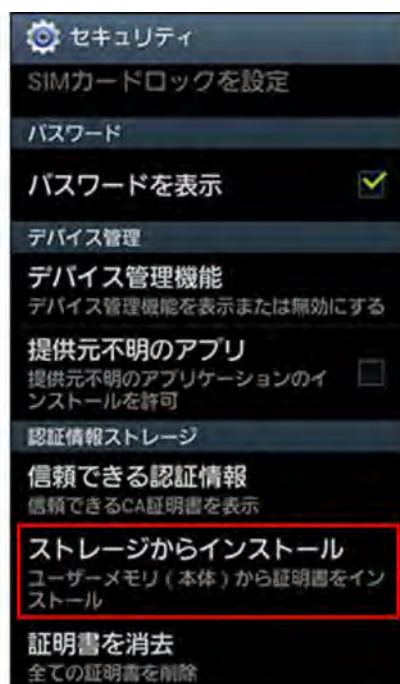 セキュリティ
SIMカードロックを設定
パスワード
パスワードを表示
デバイス管理
デバイス管理機能
デバイス管理機能を表示または無効にする
提供元不明のアプリ
提供元不明のアプリケーションのイ
ンストールを許可
認証情報ストレージ
信頼できる認証情報
信頼できるCA証明書を表示
ストレージからインストール
ユーザーメモリ（本体）から証明書をイン
ストール
証明書を消去
全ての証明書を削除